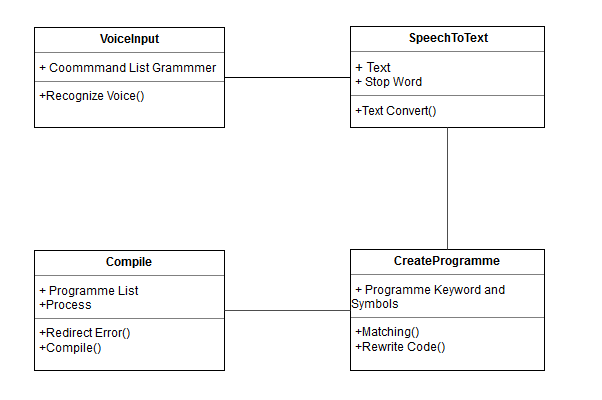 VoiceInput
+ Coommmand List Grammmer
+Recognize Voice()
SpeechToText
+ Text
+ Stop Word
+Text Convert()
Compile
+ Programme List
+Process
+Redirect Error()
+Compile()
CreateProgramme
+ Programme Keyword and
Symbols
+Matching()
+Rewrite Code()